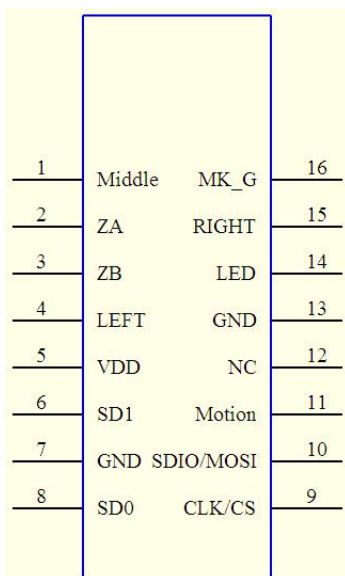 1 Middle MK_G 16
2 ZA RIGHT 15
3 ZB LED 14
4 LEFT GND 13
5 VDD NC 12
6 SD1 Motion 11
7 GND SDIO/MOSI 10
8 SD0 CLK/CS 9